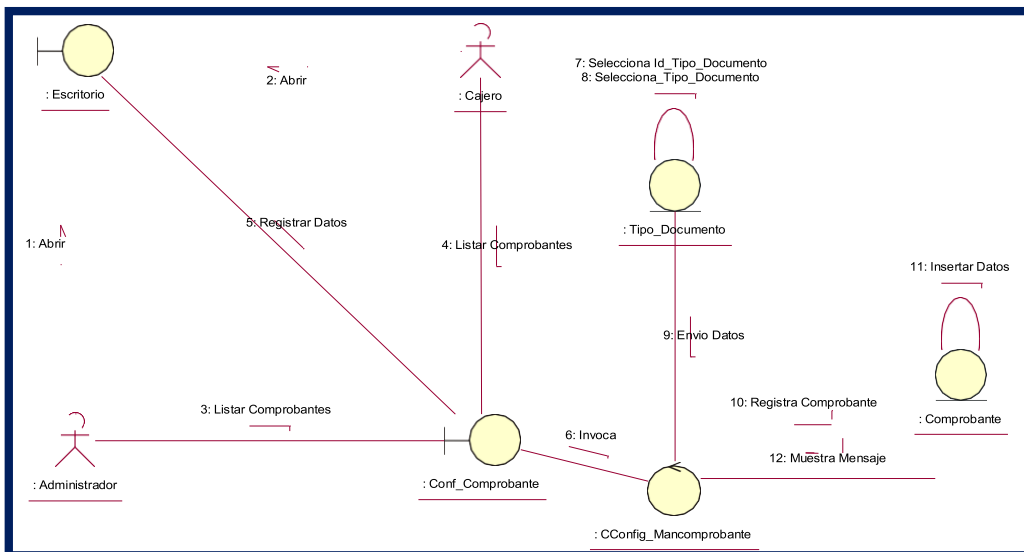 7: Selecciona Id_Tipo_Documento
8: Selecciona_Tipo_Documento
2: Abrir
: Escritorio
: Cajero
5: Registrar Datos
: Tipo_Documento
1: Abrir
4: Listar Comprobantes
11: Insertar Datos
9: Envio Datos
10: Registra Comprobante
3: Listar Comprobantes
: Comprobante
6: Invoca
12: Muestra Mensaje
: Administrador
: Conf_Comprobante
: CConfig_Mancomprobante